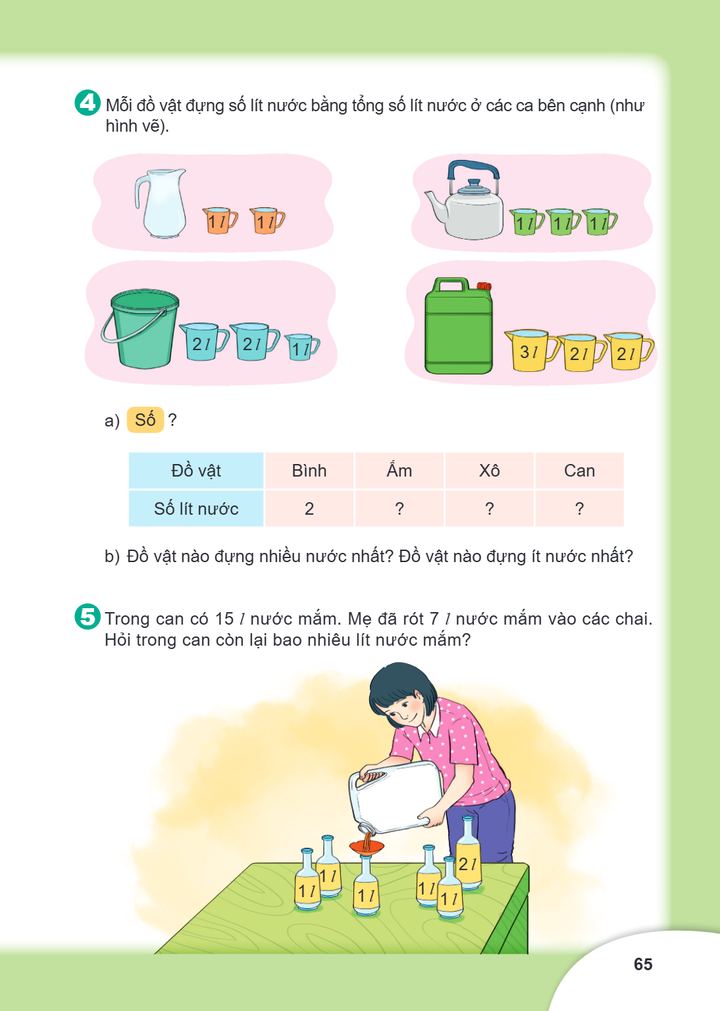 4 Mỗi đồ vật đựng số lít nước bằng tổng số lít nước ở các ca bên cạnh (như
hình vẽ).
1 l 1 l
1 l 1 l 1 l
2 l 2 l 1 l
3 l 2 l 2 l
a) Số ?
Đồ vật Bình Ấm Xô Can
Số lít nước 2 ? ? ?
b) Đồ vật nào đựng nhiều nước nhất? Đồ vật nào đựng ít nước nhất?
5 Trong can có 15 l nước mắm. Mẹ đã rót 7 l nước mắm vào các chai.
Hỏi trong can còn lại bao nhiêu lít nước mắm?
1 l 1 l 1 l 1 l 1 l 2 l
65